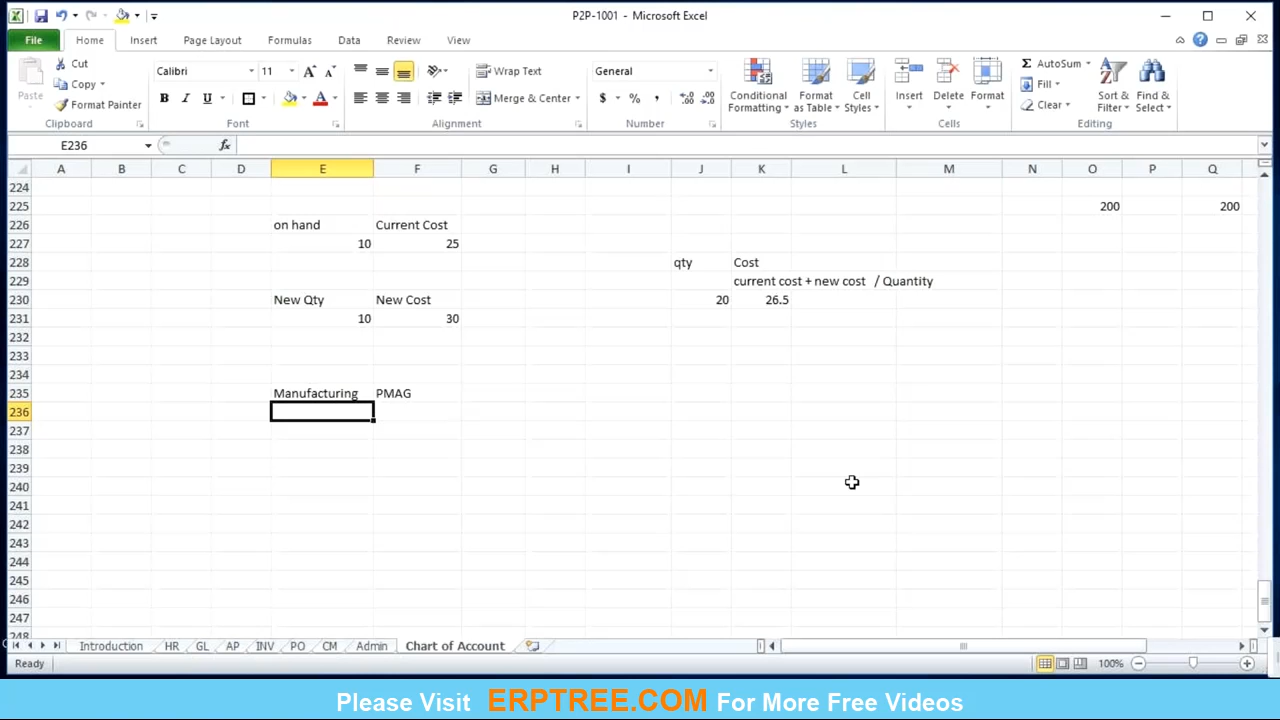 P2P-1001 - Microsoft Excel
File Home Insert Page Layout Formulas Data Review View
Paste Cut Copy Format Painter Clipboard
Calibri 11 A A B I U A Font
Wrap Text Merge & Center Alignment
General $ % , Number
Conditional Formatting Format as Table Cell Styles Styles
Insert Delete Format Cells
Σ AutoSum Fill Clear Sort & Filter Find & Select Editing
E236 fx
A B C D E F G H I J K L M N O P Q
224
225 200 200
226 on hand Current Cost
227 10 25
228 qty Cost
229 current cost + new cost / Quantity
230 New Qty New Cost 20 26.5
231 10 30
232
233
234
235 Manufacturing PMAG
236
237
238
239
240
241
242
243
244
245
246
247
248
Introduction HR GL AP INV PO CM Admin Chart of Account
Ready 100%
Please Visit ERPTREE.COM For More Free Videos